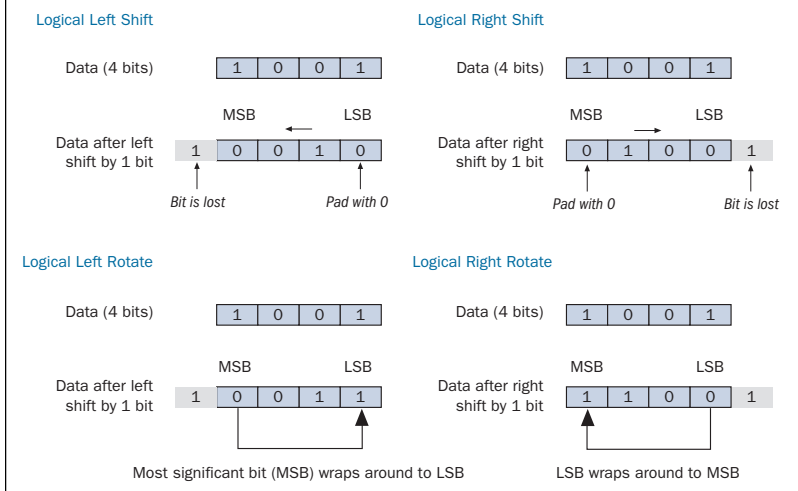 Logical Left Shift
Data (4 bits)
1 0 0 1
MSB LSB
Data after left
shift by 1 bit
1 0 0 1 0
Bit is lost Pad with 0
Logical Right Shift
Data (4 bits)
1 0 0 1
MSB LSB
Data after right
shift by 1 bit
0 1 0 0 1
Pad with 0 Bit is lost
Logical Left Rotate
Data (4 bits)
1 0 0 1
MSB LSB
Data after left
shift by 1 bit
1 0 0 1 1
Most significant bit (MSB) wraps around to LSB
Logical Right Rotate
Data (4 bits)
1 0 0 1
MSB LSB
Data after right
shift by 1 bit
1 1 0 0 1
LSB wraps around to MSB